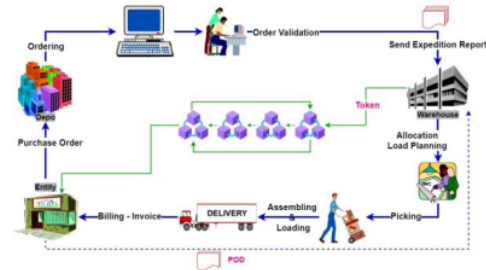 Ordering
Order Validation
Send Expedition Report
Depo
Token
Warehouse
Purchase Order
Allocation
Load Planning
Entity
Billing - Invoice
DELIVERY
Assembling
&
Loading
Picking
POD